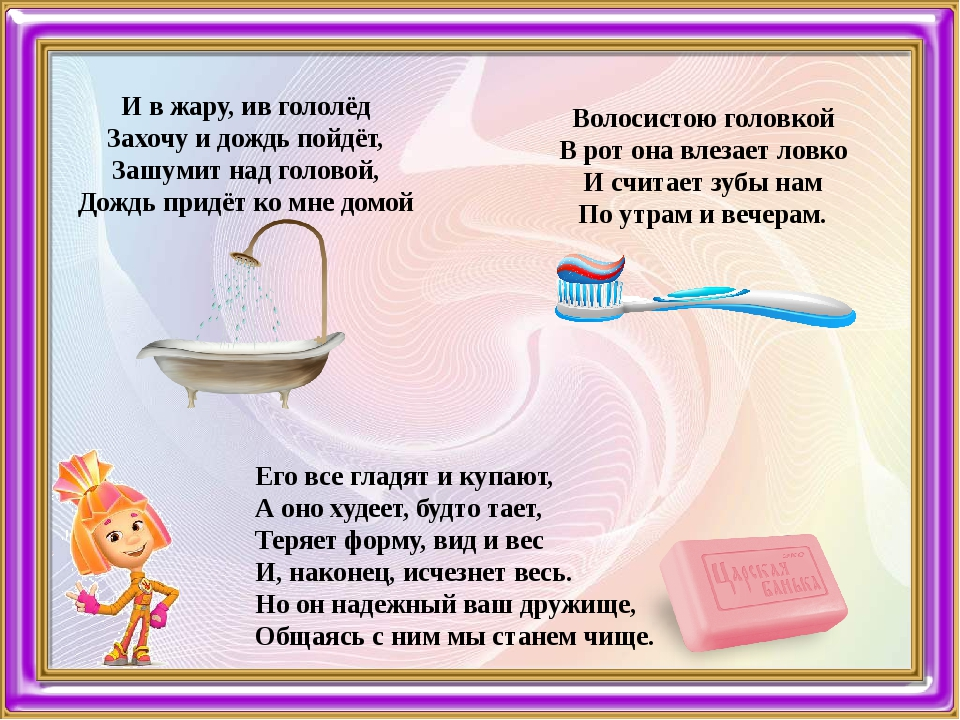 И в жару, ив гололёд
Захочу и дождь пойдёт,
Зашумит над головой,
Дождь придёт ко мне домой
Волосистою головкой
В рот она влезает ловко
И считает зубы нам
По утрам и вечерам.
Его все гладят и купают,
А оно худеет, будто тает,
Теряет форму, вид и вес
И, наконец, исчезнет весь.
Но он надежный ваш дружище,
Общаясь с ним мы станем чище.
ЭКО
Царская
банька